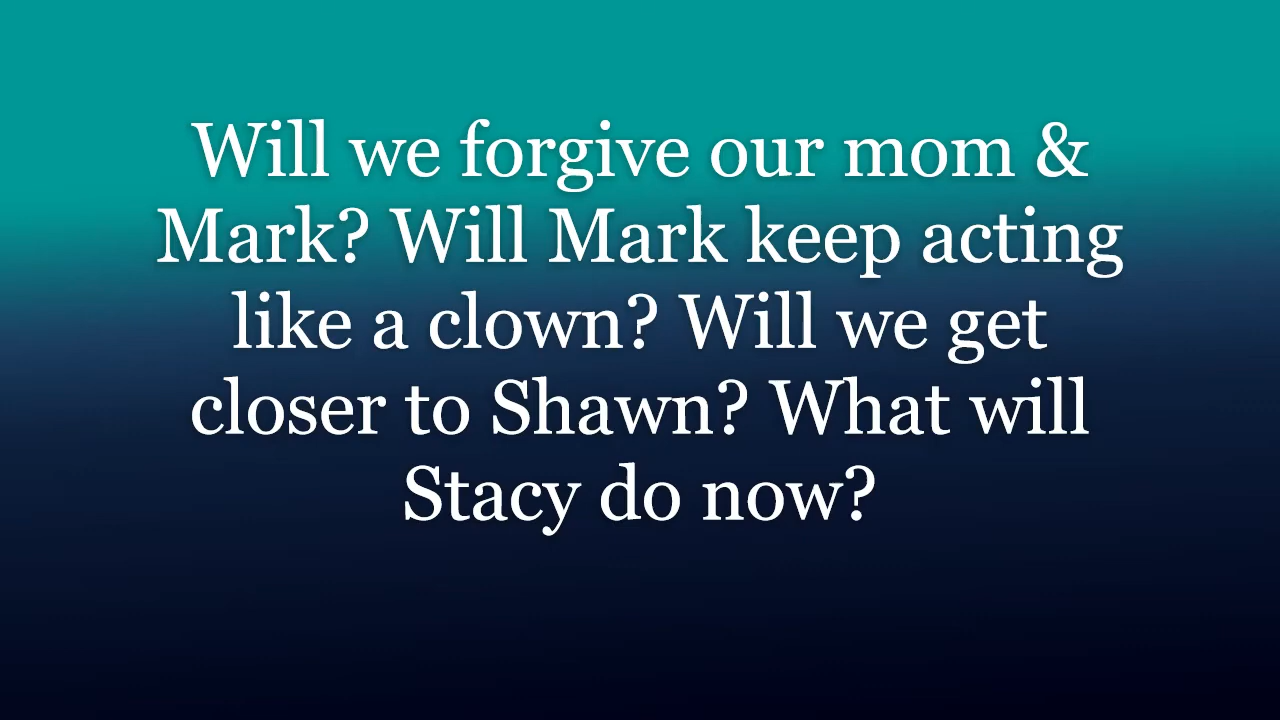 Will we forgive our mom &
Mark? Will Mark keep acting
like a clown? Will we get
closer to Shawn? What will
Stacy do now?